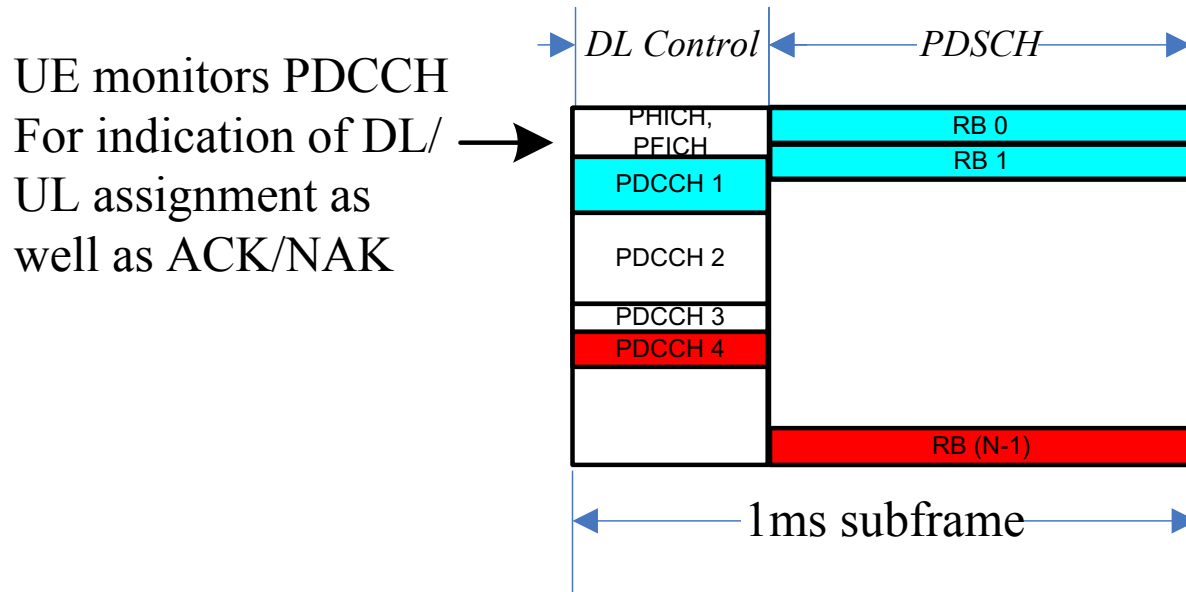 DL Control
PDSCH
UE monitors PDCCH
For indication of DL/
UL assignment as
well as ACK/NAK
PHICH,
PFICH
PDCCH 1
PDCCH 2
PDCCH 3
PDCCH 4
RB 0
RB 1
RB (N-1)
1ms subframe